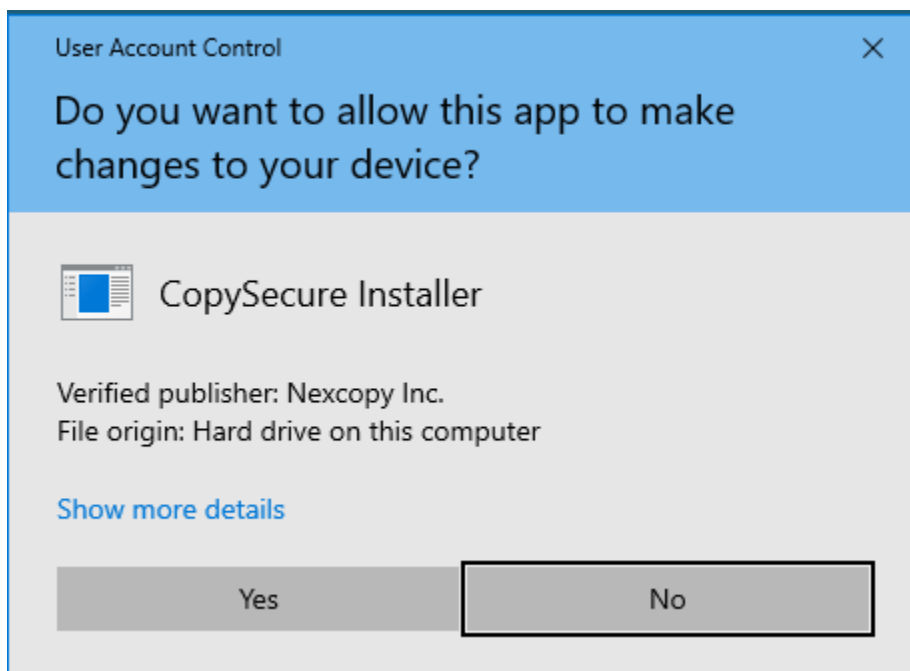 User Account Control
Do you want to allow this app to make
changes to your device?
CopySecure Installer
Verified publisher: Nexcopy Inc.
File origin: Hard drive on this computer
Show more details
Yes
No